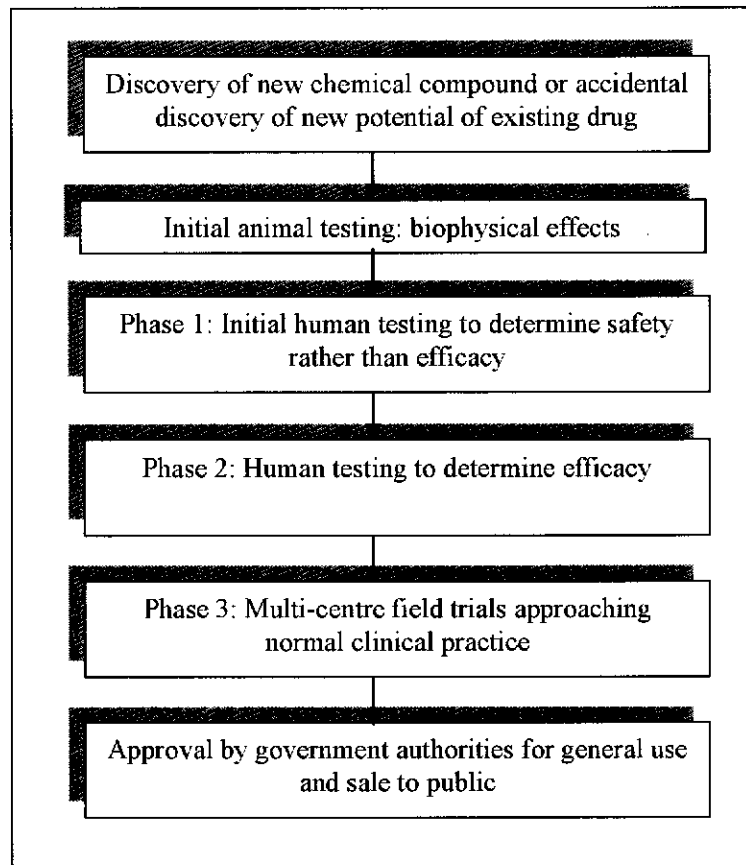 Discovery of new chemical compound or accidental
discovery of new potential of existing drug
Initial animal testing: biophysical effects
Phase 1: Initial human testing to determine safety
rather than efficacy
Phase 2: Human testing to determine efficacy
Phase 3: Multi-centre field trials approaching
normal clinical practice
Approval by government authorities for general use
and sale to public